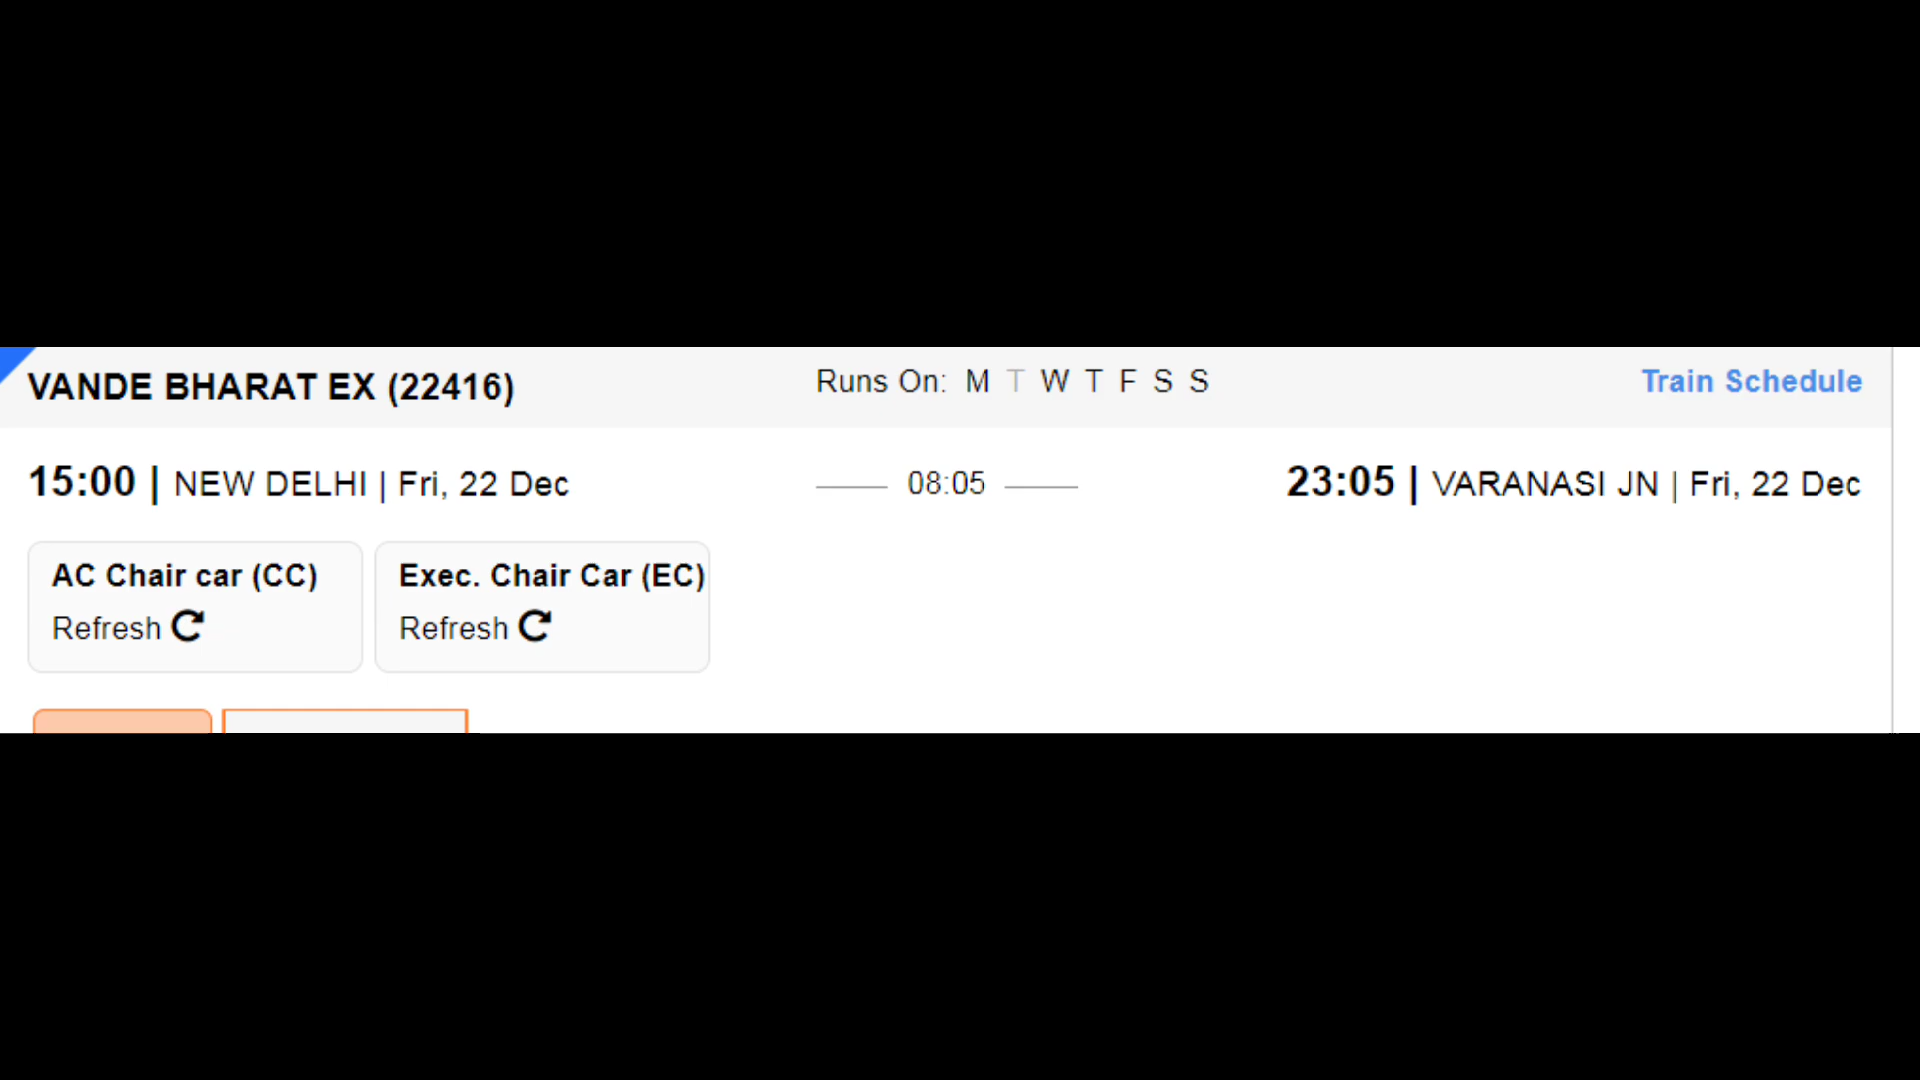 VANDE BHARAT EX (22416) Runs On: M T W T F S S Train Schedule
15:00 | NEW DELHI | Fri, 22 Dec 08:05 23:05 | VARANASI JN | Fri, 22 Dec
AC Chair car (CC) Exec. Chair Car (EC)
Refresh Refresh